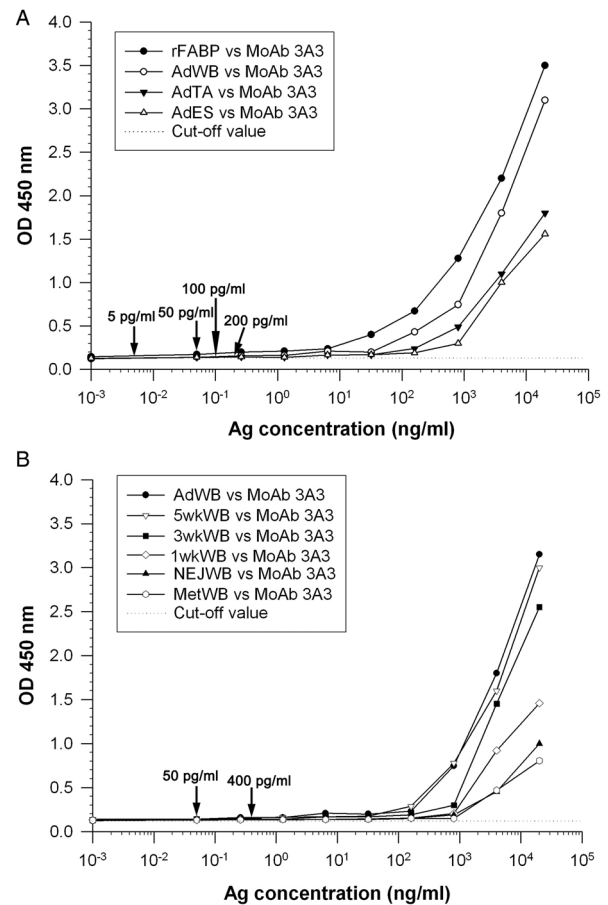 A
4.0
3.5
3.0
2.5
2.0
1.5
1.0
0.5
0.0
OD 450 nm
rFABP vs MoAb 3A3
AdWB vs MoAb 3A3
AdTA vs MoAb 3A3
AdES vs MoAb 3A3
Cut-off value
5 pg/ml
50 pg/ml
100 pg/ml
200 pg/ml
10⁻³ 10⁻² 10⁻¹ 10⁰ 10¹ 10² 10³ 10⁴ 10⁵
Ag concentration (ng/ml)
B
4.0
3.5
3.0
2.5
2.0
1.5
1.0
0.5
0.0
OD 450 nm
AdWB vs MoAb 3A3
5wkWB vs MoAb 3A3
3wkWB vs MoAb 3A3
1wkWB vs MoAb 3A3
NEJWB vs MoAb 3A3
MetWB vs MoAb 3A3
Cut-off value
50 pg/ml
400 pg/ml
10⁻³ 10⁻² 10⁻¹ 10⁰ 10¹ 10² 10³ 10⁴ 10⁵
Ag concentration (ng/ml)